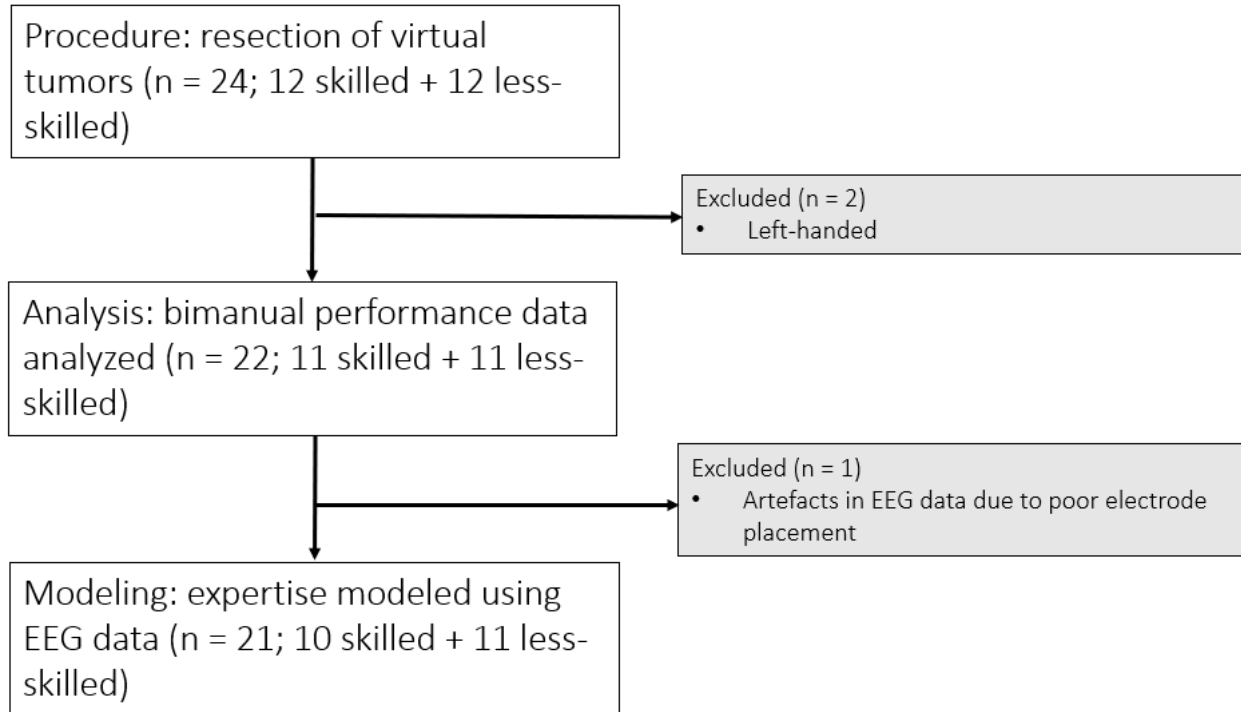 Procedure: resection of virtual
tumors (n = 24; 12 skilled + 12 less-
skilled)
Excluded (n = 2)
• Left-handed
Analysis: bimanual performance data
analyzed (n = 22; 11 skilled + 11 less-
skilled)
Excluded (n = 1)
• Artefacts in EEG data due to poor electrode
placement
Modeling: expertise modeled using
EEG data (n = 21; 10 skilled + 11 less-
skilled)